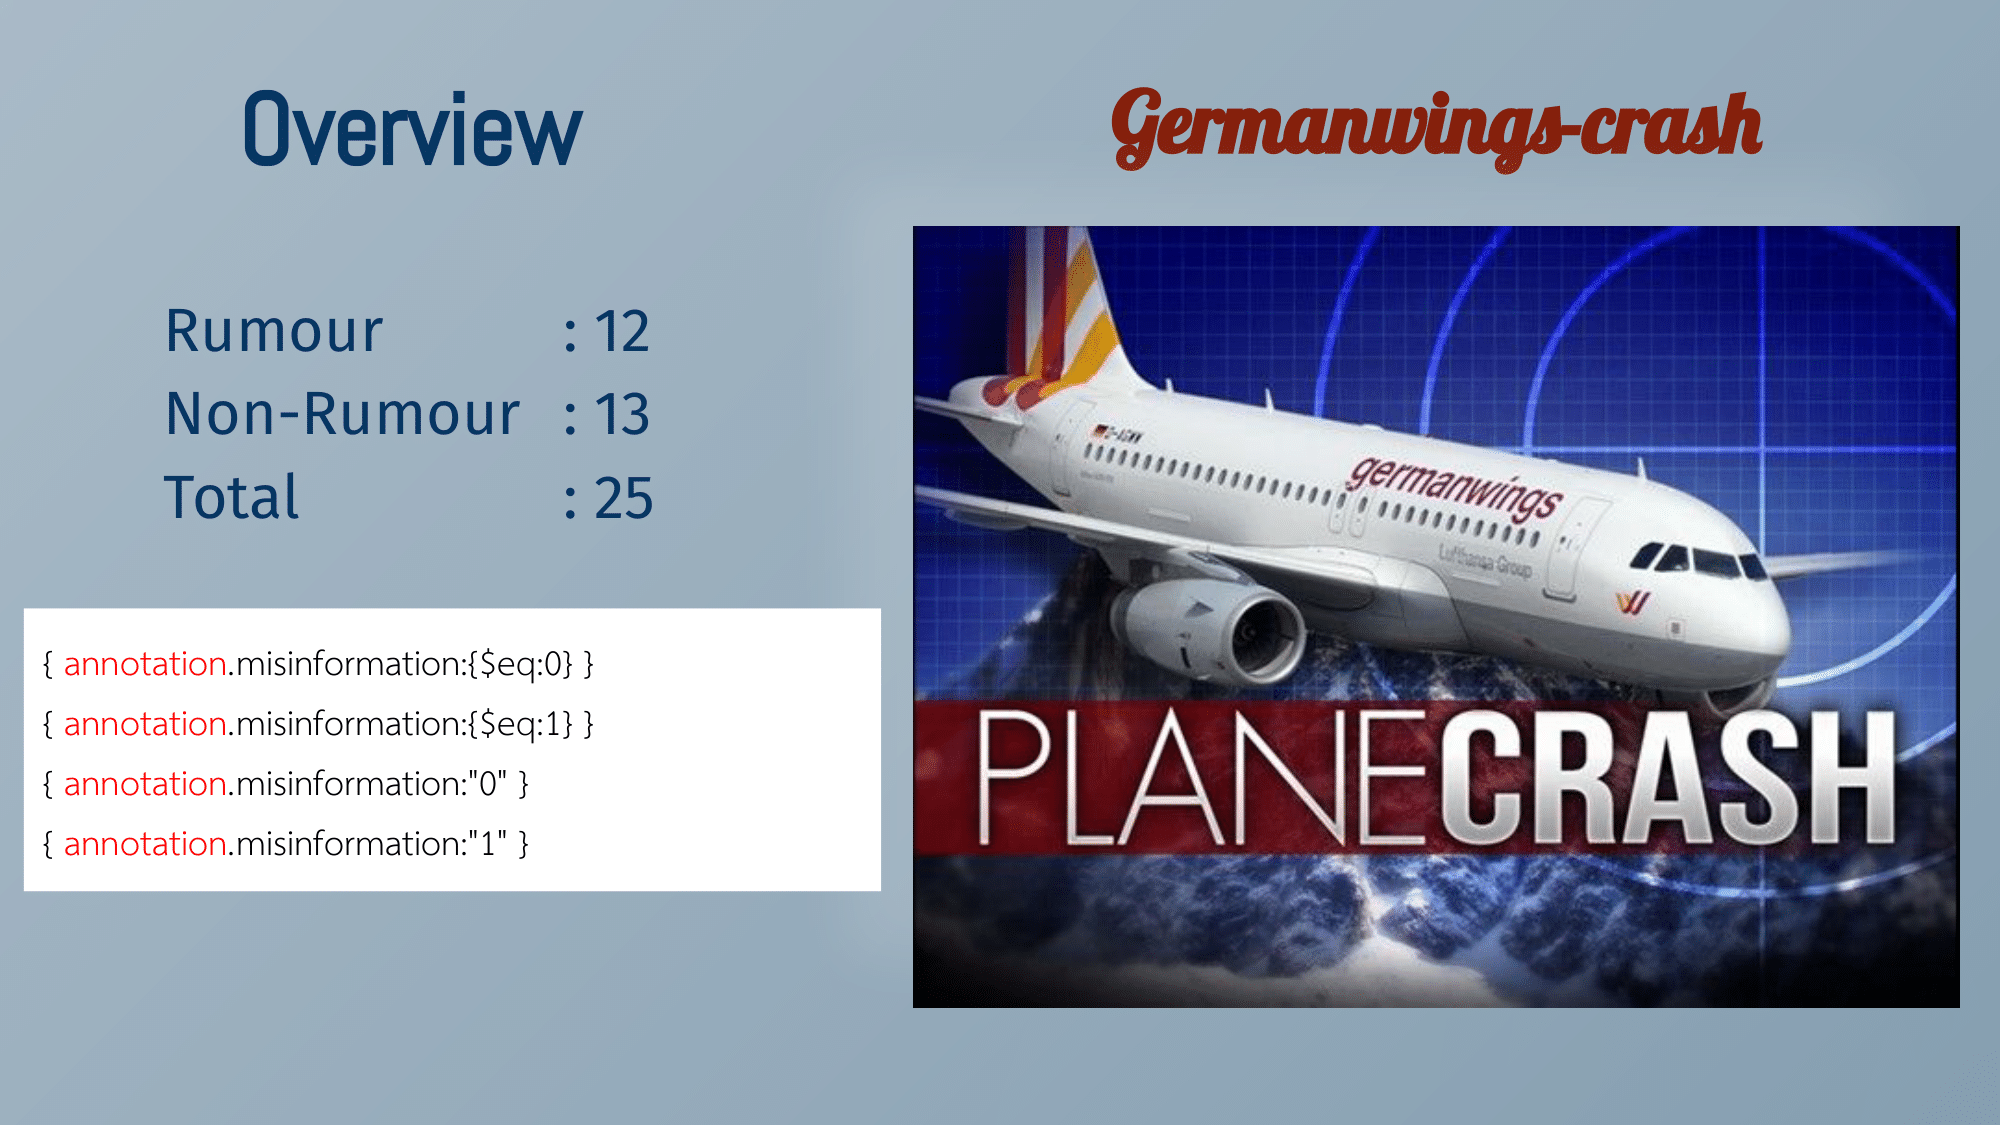 Overview
Germanwings-crash
Rumour : 12
Non-Rumour : 13
Total : 25
{ annotation.misinformation:{$eq:0} }
{ annotation.misinformation:{$eq:1} }
{ annotation.misinformation:"0" }
{ annotation.misinformation:"1" }
germanwings
Lufthansa Group
PLANECRASH